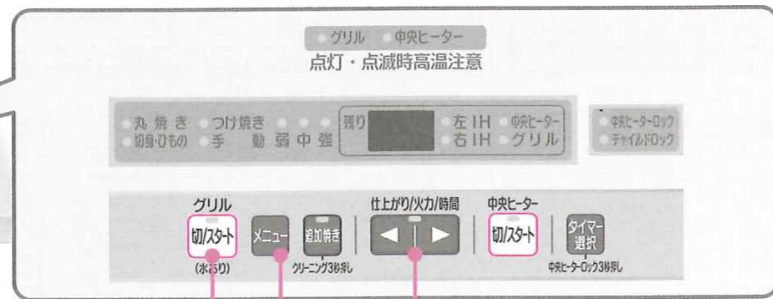 グリル 中央ヒーター
点灯・点滅時高温注意
丸焼き つけ焼き 残り 左IH 中央ヒーター 中央ヒーターロック
切身・ひもの 手動 弱 中 強 右IH グリル チャイルドロック
グリル 仕上がり/火力/時間 中央ヒーター
切/スタート メニュー 追加焼き 切/スタート タイマー選択
(水あり) クリーニング3秒押し 中央ヒーターロック3秒押し